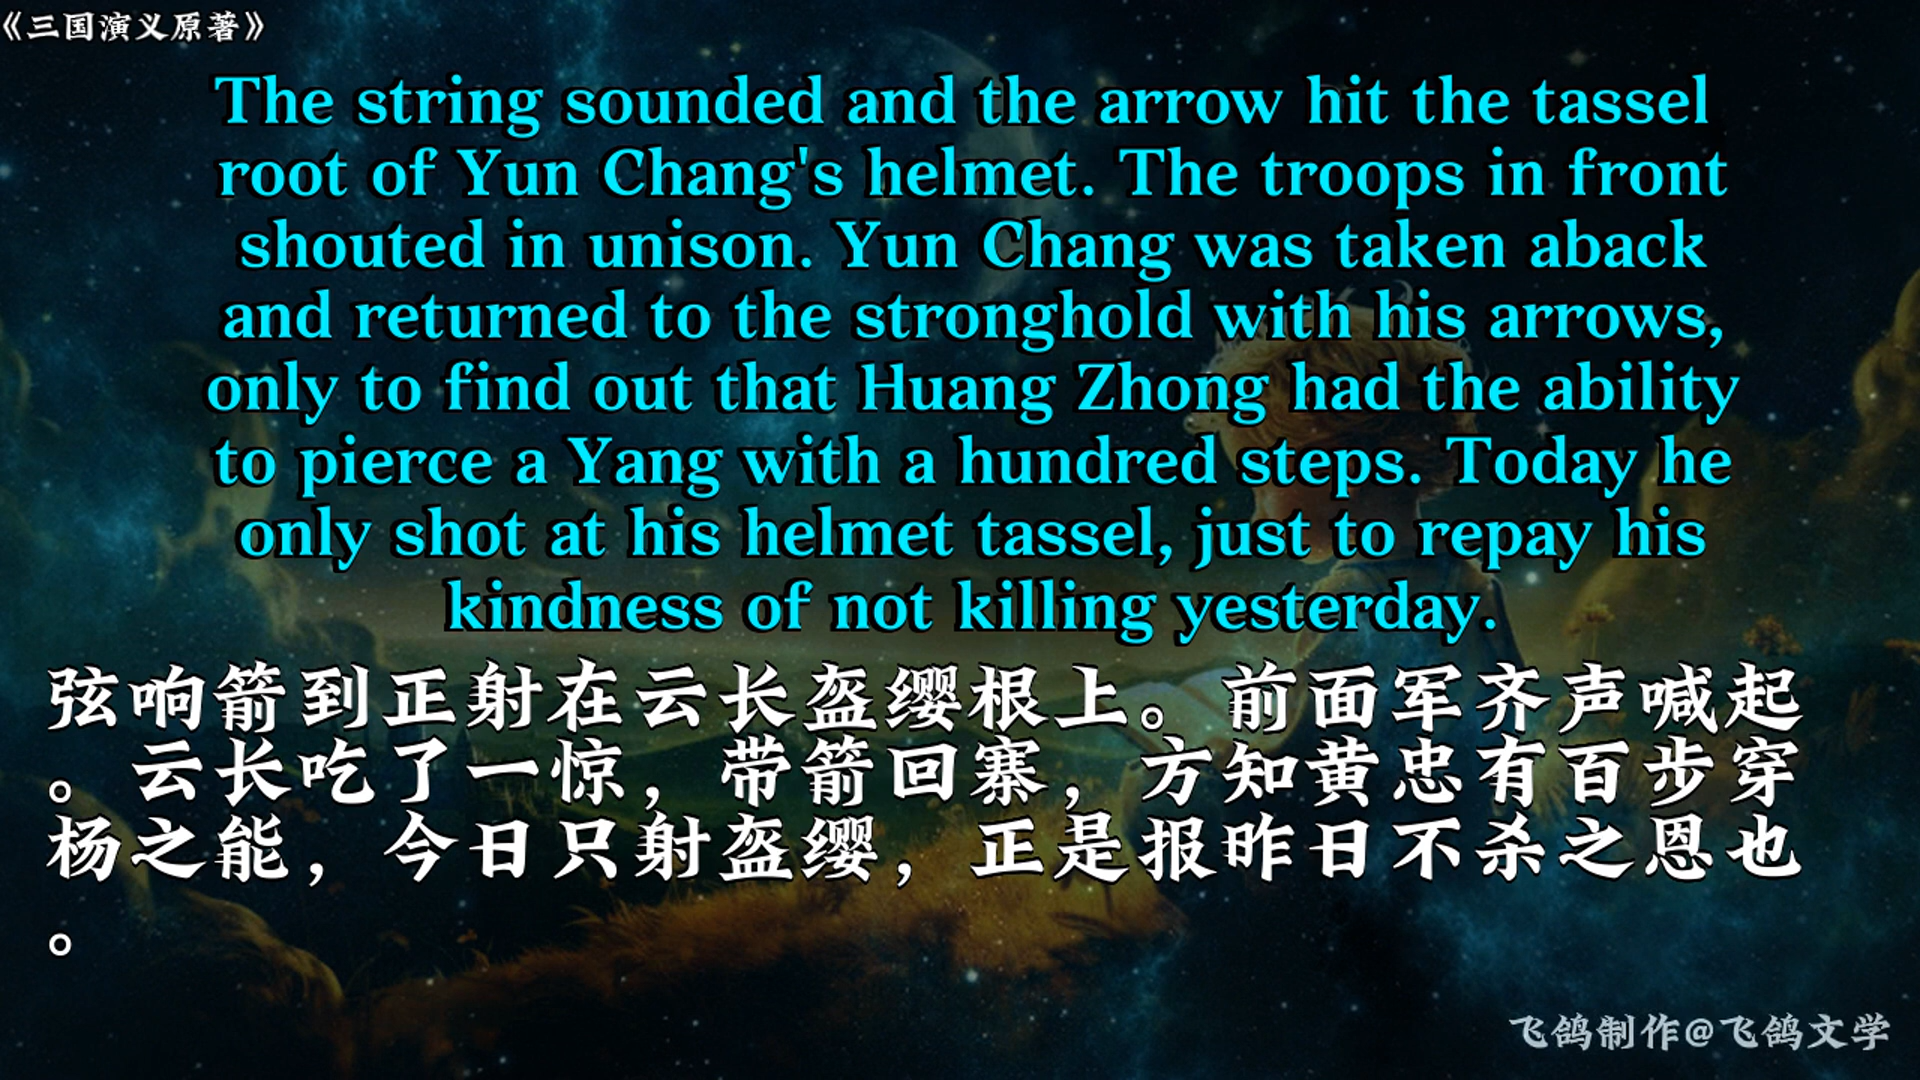 《三国演义原著》
The string sounded and the arrow hit the tassel
root of Yun Chang's helmet. The troops in front
shouted in unison. Yun Chang was taken aback
and returned to the stronghold with his arrows,
only to find out that Huang Zhong had the ability
to pierce a Yang with a hundred steps. Today he
only shot at his helmet tassel, just to repay his
kindness of not killing yesterday.
弦响箭到正射在云长盔缨根上。前面军齐声喊起
。云长吃了一惊，带箭回寨，方知黄忠有百步穿
杨之能，今日只射盔缨，正是报昨日不杀之恩也
。
飞鸽制作@飞鸽文学